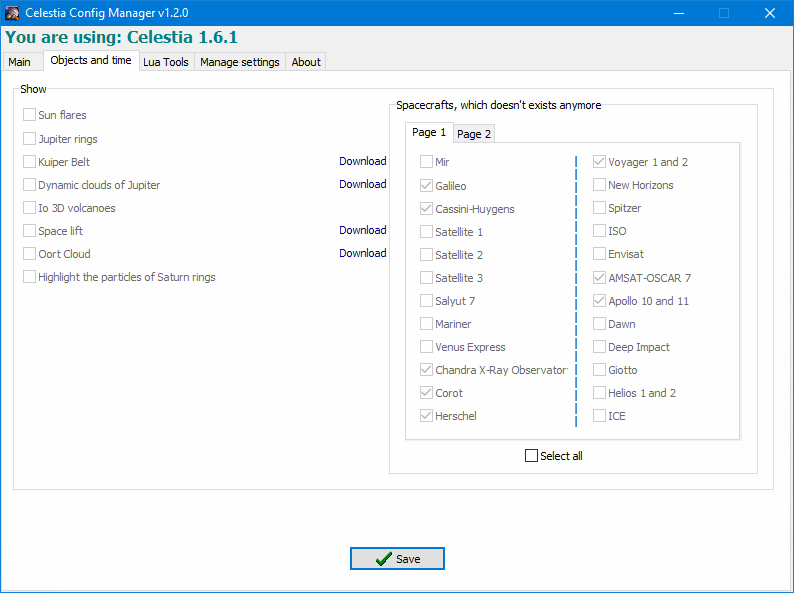 Celestia Config Manager v1.2.0
You are using: Celestia 1.6.1
Main Objects and time Lua Tools Manage settings About
Show
Sun flares
Jupiter rings
Kuiper Belt Download
Dynamic clouds of Jupiter Download
Io 3D volcanoes
Space lift Download
Oort Cloud Download
Highlight the particles of Saturn rings
Spacecrafts, which doesn't exists anymore
Page 1 Page 2
Mir
Galileo
Cassini-Huygens
Satellite 1
Satellite 2
Satellite 3
Salyut 7
Mariner
Venus Express
Chandra X-Ray Observator
Corot
Herschel
Voyager 1 and 2
New Horizons
Spitzer
ISO
Envisat
AMSAT-OSCAR 7
Apollo 10 and 11
Dawn
Deep Impact
Giotto
Helios 1 and 2
ICE
Select all
Save